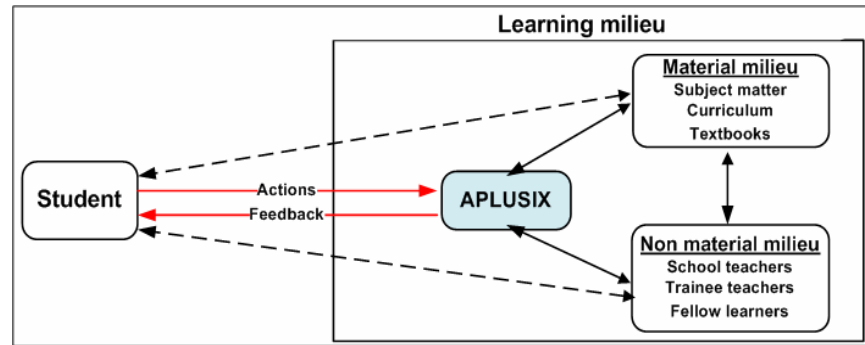 Learning milieu
Material milieu
Subject matter
Curriculum
Textbooks
Student
Actions
Feedback
APLUSIX
Non material milieu
School teachers
Trainee teachers
Fellow learners